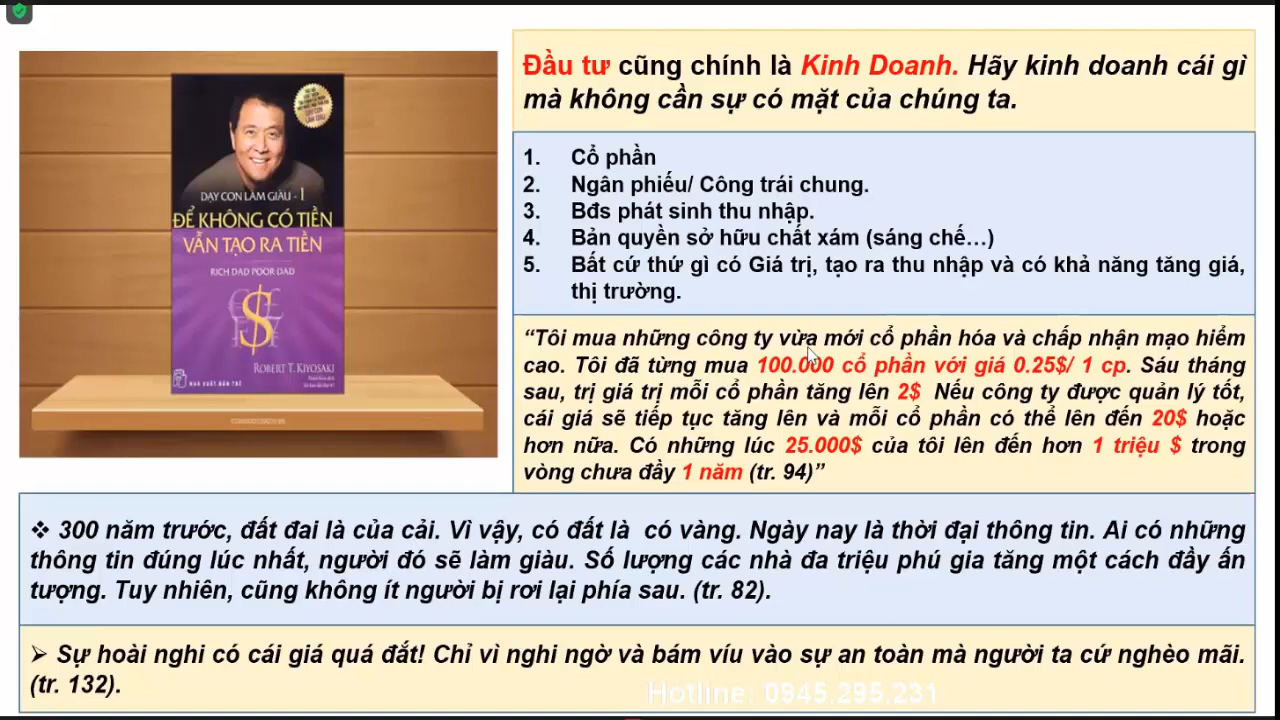 Đầu tư cũng chính là Kinh Doanh. Hãy kinh doanh cái gì
mà không cần sự có mặt của chúng ta.
DẠY CON LÀM GIÀU - 1
ĐỂ KHÔNG CÓ TIỀN
VẪN TẠO RA TIỀN
RICH DAD POOR DAD
$
ROBERT T. KIYOSAKI
NHÀ XUẤT BẢN TRẺ
1. Cổ phần
2. Ngân phiếu/ Công trái chung.
3. Bđs phát sinh thu nhập.
4. Bản quyền sở hữu chất xám (sáng chế…)
5. Bất cứ thứ gì có Giá trị, tạo ra thu nhập và có khả năng tăng giá,
thị trường.
“Tôi mua những công ty vừa mới cổ phần hóa và chấp nhận mạo hiểm
cao. Tôi đã từng mua 100.000 cổ phần với giá 0.25$/ 1 cp. Sáu tháng
sau, trị giá trị mỗi cổ phần tăng lên 2$ Nếu công ty được quản lý tốt,
cái giá sẽ tiếp tục tăng lên và mỗi cổ phần có thể lên đến 20$ hoặc
hơn nữa. Có những lúc 25.000$ của tôi lên đến hơn 1 triệu $ trong
vòng chưa đầy 1 năm (tr. 94)”
❖ 300 năm trước, đất đai là của cải. Vì vậy, có đất là có vàng. Ngày nay là thời đại thông tin. Ai có những
thông tin đúng lúc nhất, người đó sẽ làm giàu. Số lượng các nhà đa triệu phú gia tăng một cách đầy ấn
tượng. Tuy nhiên, cũng không ít người bị rơi lại phía sau. (tr. 82).
➢ Sự hoài nghi có cái giá quá đắt! Chỉ vì nghi ngờ và bám víu vào sự an toàn mà người ta cứ nghèo mãi.
(tr. 132).
Hotline: 0945.295.231